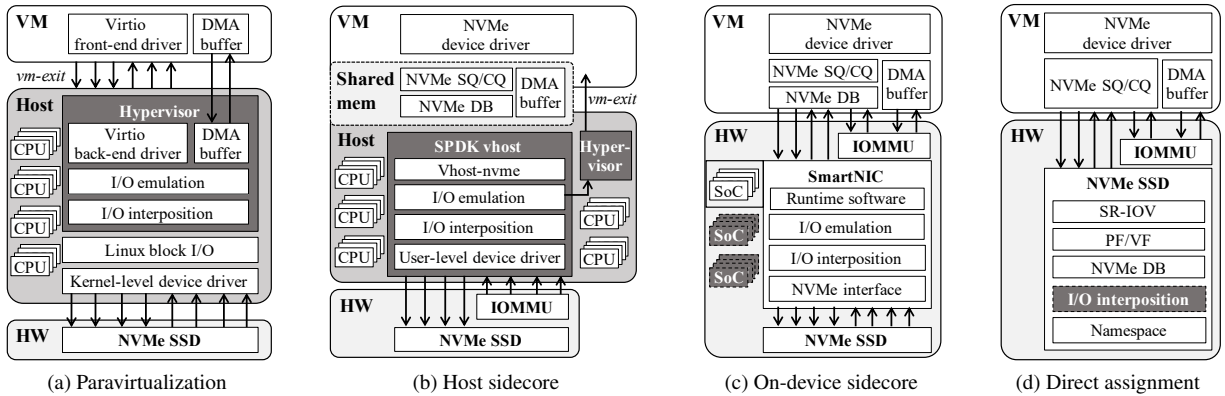 VM
Virtio
front-end driver
DMA
buffer
vm-exit
Host
Hypervisor
CPU
Virtio
back-end driver
DMA
buffer
CPU
I/O emulation
CPU
I/O interposition
CPU
Linux block I/O
Kernel-level device driver
HW
NVMe SSD
(a) Paravirtualization
VM
NVMe
device driver
Shared
mem
NVMe SQ/CQ
NVMe DB
DMA
buffer
vm-exit
Host
SPDK vhost
Hyper-
visor
CPU
Vhost-nvme
I/O emulation
CPU
I/O interposition
CPU
CPU
User-level device driver
CPU
HW
IOMMU
NVMe SSD
(b) Host sidecore
VM
NVMe
device driver
NVMe SQ/CQ
NVMe DB
DMA
buffer
HW
IOMMU
SmartNIC
SoC
Runtime software
SoC
I/O emulation
I/O interposition
SoC
NVMe interface
NVMe SSD
(c) On-device sidecore
VM
NVMe
device driver
NVMe SQ/CQ
DMA
buffer
HW
IOMMU
NVMe SSD
SR-IOV
PF/VF
NVMe DB
I/O interposition
Namespace
(d) Direct assignment